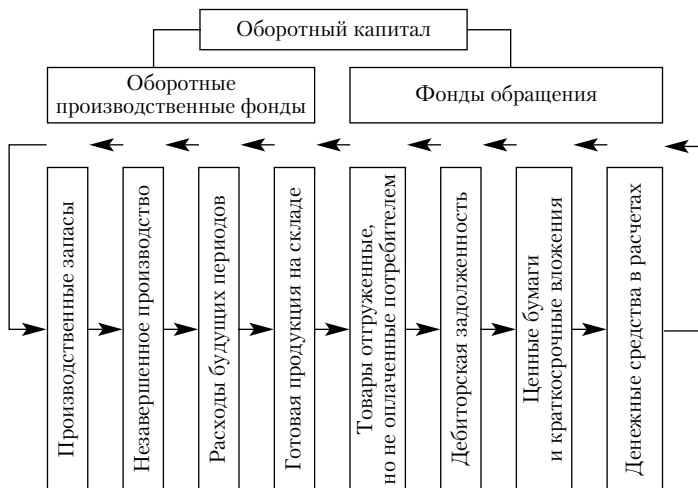 Оборотный капитал
Оборотные
производственные фонды
Фонды обращения
Производственные запасы
Незавершенное производство
Расходы будущих периодов
Готовая продукция на складе
Товары отгруженные,
но не оплаченные потребителем
Дебиторская задолженность
Ценные бумаги
и краткосрочные вложения
Денежные средства в расчетах